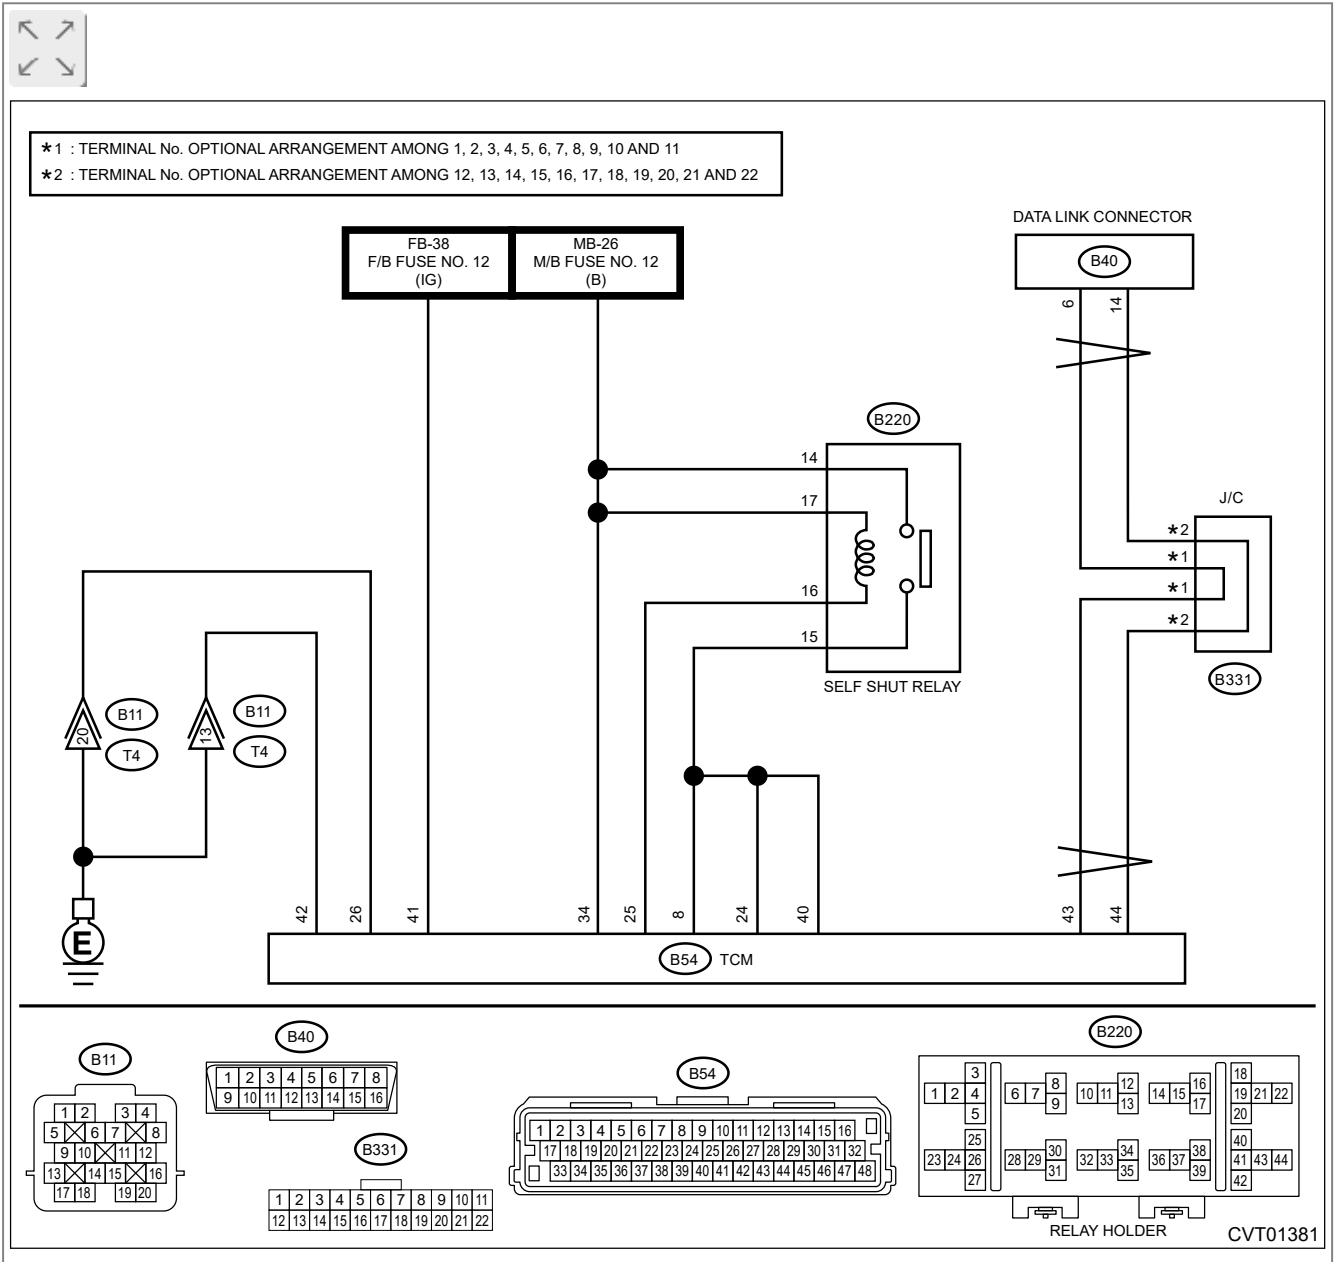 *1 : TERMINAL No. OPTIONAL ARRANGEMENT AMONG 1, 2, 3, 4, 5, 6, 7, 8, 9, 10 AND 11
*2 : TERMINAL No. OPTIONAL ARRANGEMENT AMONG 12, 13, 14, 15, 16, 17, 18, 19, 20, 21 AND 22
DATA LINK CONNECTOR
B40
6 14
FB-38
F/B FUSE NO. 12
(IG)
MB-26
M/B FUSE NO. 12
(B)
B220
14
17
16
15
SELF SHUT RELAY
J/C
*2
*1
*1
*2
B331
20
B11
T4
13
B11
T4
E
42 26 41 34 25 8 24 40 43 44
B54 TCM
B11
1 2 3 4
5 6 7 8
9 10 11 12
13 14 15 16
17 18 19 20
B40
1 2 3 4 5 6 7 8
9 10 11 12 13 14 15 16
B331
1 2 3 4 5 6 7 8 9 10 11
12 13 14 15 16 17 18 19 20 21 22
B54
1 2 3 4 5 6 7 8 9 10 11 12 13 14 15 16
17 18 19 20 21 22 23 24 25 26 27 28 29 30 31 32
33 34 35 36 37 38 39 40 41 42 43 44 45 46 47 48
B220
3 8 12 16 18
1 2 4 6 7 10 11 14 15 19 21 22
5 9 13 17 20
25 30 34 38 40
23 24 26 28 29 32 33 36 37 41 43 44
27 31 35 39 42
RELAY HOLDER
CVT01381